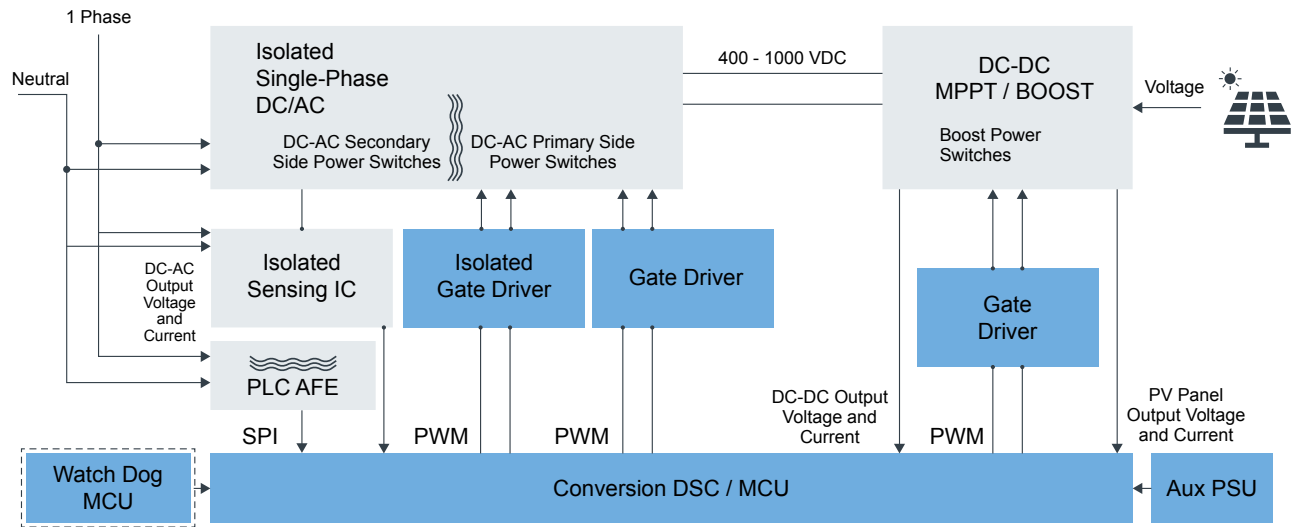 1 Phase
Neutral
Isolated
Single-Phase
DC/AC
DC-AC Secondary
Side Power Switches
DC-AC Primary Side
Power Switches
400 - 1000 VDC
DC-DC
MPPT / BOOST
Boost Power
Switches
Voltage
DC-AC
Output
Voltage
and
Current
Isolated
Sensing IC
Isolated
Gate Driver
Gate Driver
Gate
Driver
PLC AFE
SPI
PWM
PWM
DC-DC Output
Voltage and
Current
PWM
PV Panel
Output Voltage
and Current
Watch Dog
MCU
Conversion DSC / MCU
Aux PSU